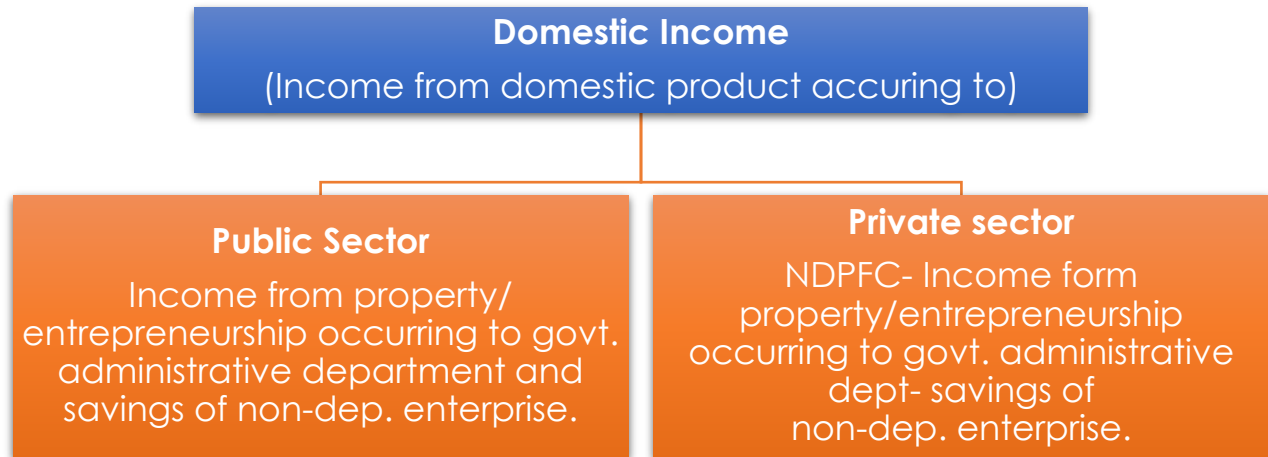 Domestic Income
(Income from domestic product accuring to)
Public Sector
Income from property/
entrepreneurship occurring to govt.
administrative department and
savings of non-dep. enterprise.
Private sector
NDPFC- Income form
property/entrepreneurship
occurring to govt. administrative
dept- savings of
non-dep. enterprise.